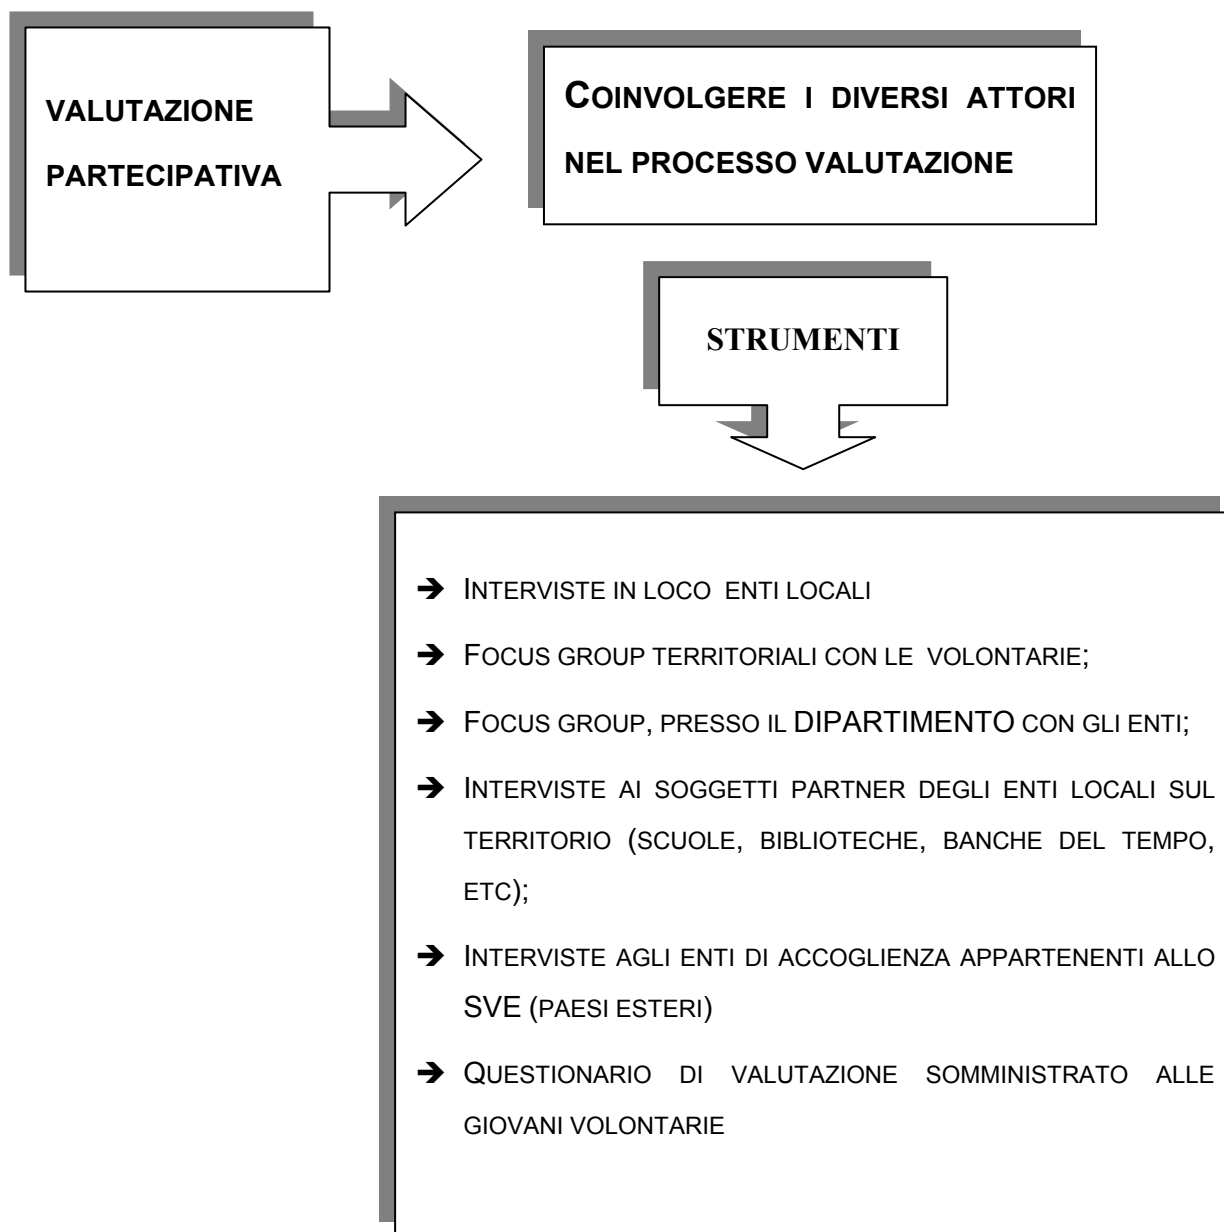 VALUTAZIONE
PARTECIPATIVA
COINVOLGERE I DIVERSI ATTORI
NEL PROCESSO VALUTAZIONE
STRUMENTI
➔ INTERVISTE IN LOCO ENTI LOCALI
➔ FOCUS GROUP TERRITORIALI CON LE VOLONTARIE;
➔ FOCUS GROUP, PRESSO IL DIPARTIMENTO CON GLI ENTI;
➔ INTERVISTE AI SOGGETTI PARTNER DEGLI ENTI LOCALI SUL
TERRITORIO (SCUOLE, BIBLIOTECHE, BANCHE DEL TEMPO,
ETC);
➔ INTERVISTE AGLI ENTI DI ACCOGLIENZA APPARTENENTI ALLO
SVE (PAESI ESTERI)
➔ QUESTIONARIO DI VALUTAZIONE SOMMINISTRATO ALLE
GIOVANI VOLONTARIE